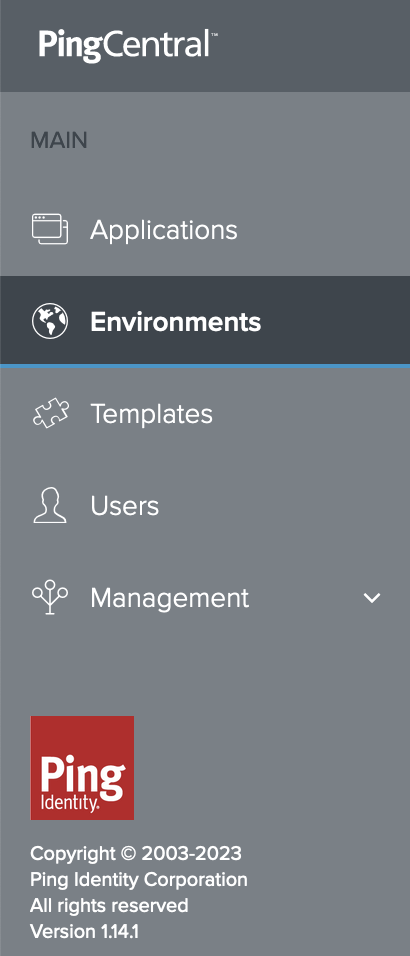 PingCentral™
MAIN
Applications
Environments
Templates
Users
Management
Ping
Identity®
Copyright © 2003-2023
Ping Identity Corporation
All rights reserved
Version 1.14.1